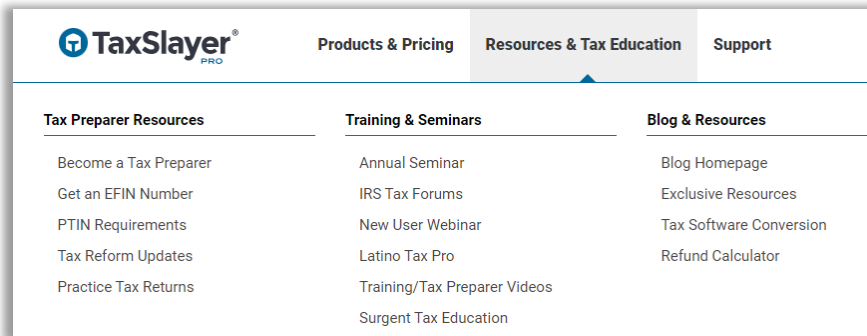 TaxSlayer®
PRO
Products & Pricing
Resources & Tax Education
Support
Tax Preparer Resources
Become a Tax Preparer
Get an EFIN Number
PTIN Requirements
Tax Reform Updates
Practice Tax Returns
Training & Seminars
Annual Seminar
IRS Tax Forums
New User Webinar
Latino Tax Pro
Training/Tax Preparer Videos
Surgent Tax Education
Blog & Resources
Blog Homepage
Exclusive Resources
Tax Software Conversion
Refund Calculator